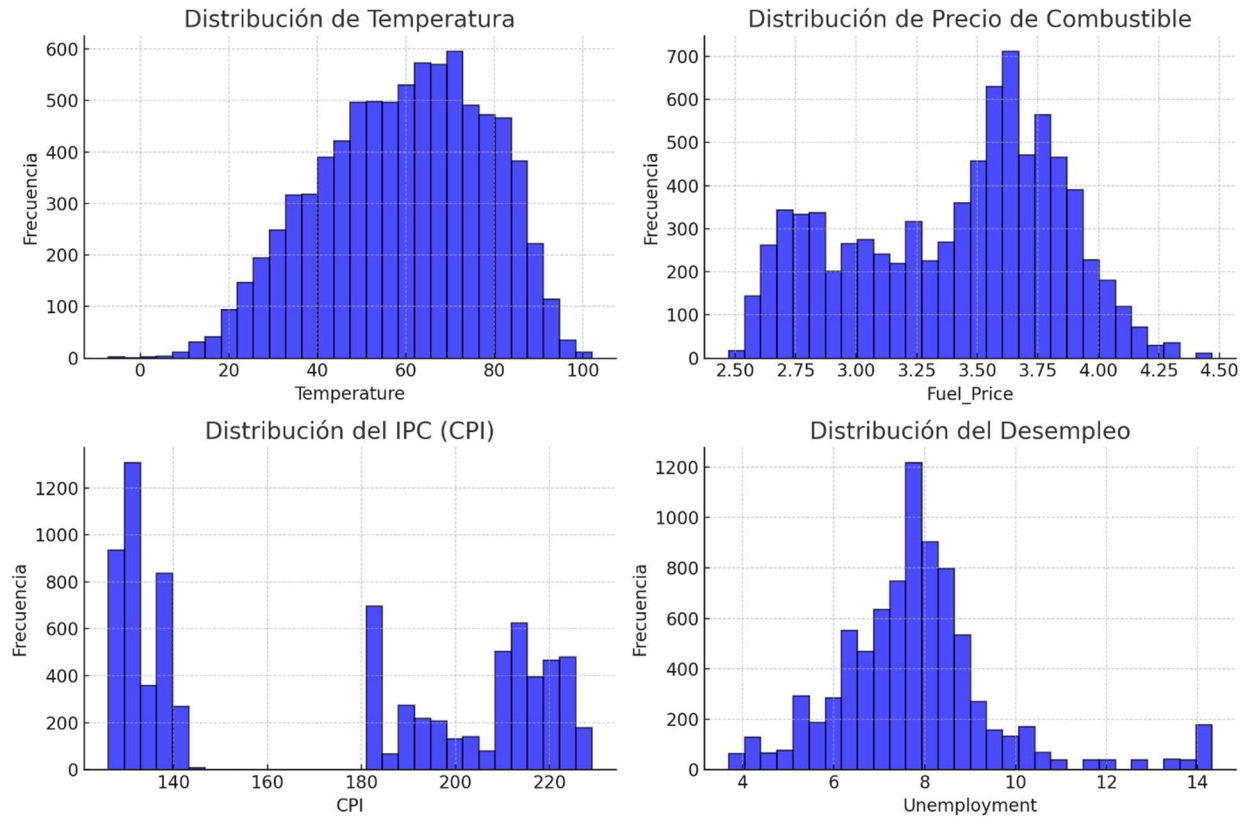 Distribución de Temperatura
600
500
400
300
200
100
0
Frecuencia
0 20 40 60 80 100
Temperature
Distribución de Precio de Combustible
700
600
500
400
300
200
100
0
Frecuencia
2.50 2.75 3.00 3.25 3.50 3.75 4.00 4.25 4.50
Fuel_Price
Distribución del IPC (CPI)
1200
1000
800
600
400
200
0
Frecuencia
140 160 180 200 220
CPI
Distribución del Desempleo
1200
1000
800
600
400
200
0
Frecuencia
4 6 8 10 12 14
Unemployment